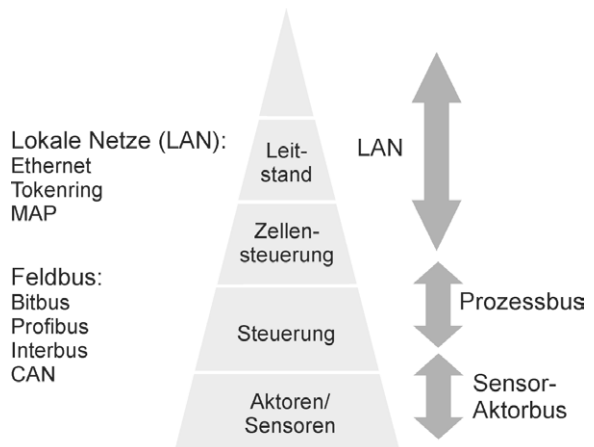 Lokale Netze (LAN):
Ethernet
Tokenring
MAP
Feldbus:
Bitbus
Profibus
Interbus
CAN
Leit-
stand
Zellen-
steuerung
Steuerung
Aktoren/
Sensoren
LAN
Prozessbus
Sensor-
Aktorbus